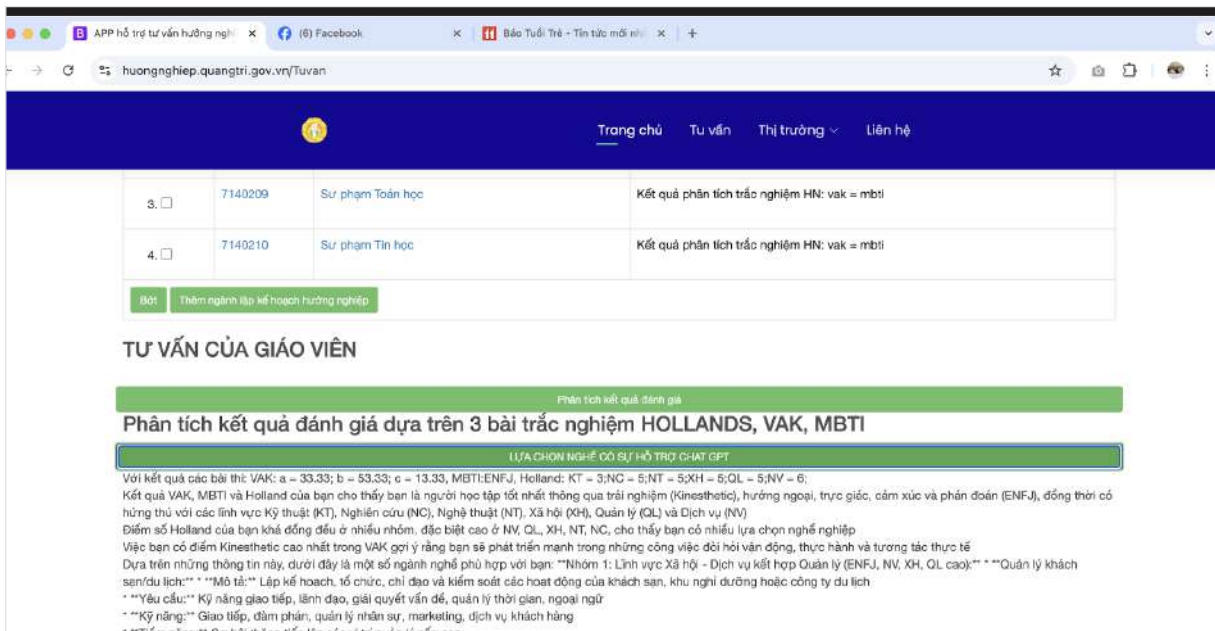 APP hỗ trợ tư vấn hướng ngh
(6) Facebook
Báo Tuổi Trẻ - Tin tức mới nh
huongnghiep.quangtri.gov.vn/Tuvan
Trang chủ Tư vấn Thị trường Liên hệ
3. 7140209 Sư phạm Toán học Kết quả phân tích trắc nghiệm HN: vak = mbti
4. 7140210 Sư phạm Tin học Kết quả phân tích trắc nghiệm HN: vak = mbti
Bớt Thêm ngành lập kế hoạch hướng nghiệp
TƯ VẤN CỦA GIÁO VIÊN
Phân tích kết quả đánh giá
Phân tích kết quả đánh giá dựa trên 3 bài trắc nghiệm HOLLANDS, VAK, MBTI
LỰA CHỌN NGHỀ CÓ SỰ HỖ TRỢ CHAT GPT
Với kết quả các bài thi: VAK: a = 33.33; b = 53.33; c = 13.33, MBTI:ENFJ, Holland: KT = 3;NC = 5;NT = 5;XH = 5;QL = 5;NV = 6;
Kết quả VAK, MBTI và Holland của bạn cho thấy bạn là người học tập tốt nhất thông qua trải nghiệm (Kinesthetic), hướng ngoại, trực giác, cảm xúc và phán đoán (ENFJ), đồng thời có
hứng thú với các lĩnh vực Kỹ thuật (KT), Nghiên cứu (NC), Nghệ thuật (NT), Xã hội (XH), Quản lý (QL) và Dịch vụ (NV)
Điểm số Holland của bạn khá đồng đều ở nhiều nhóm, đặc biệt cao ở NV, QL, XH, NT, NC, cho thấy bạn có nhiều lựa chọn nghề nghiệp
Việc bạn có điểm Kinesthetic cao nhất trong VAK gợi ý rằng bạn sẽ phát triển mạnh trong những công việc đòi hỏi vận động, thực hành và tương tác thực tế
Dựa trên những thông tin này, dưới đây là một số ngành nghề phù hợp với bạn: **Nhóm 1: Lĩnh vực Xã hội - Dịch vụ kết hợp Quản lý (ENFJ, NV, XH, QL cao):** * **Quản lý khách
sạn/du lịch:** * **Mô tả:** Lập kế hoạch, tổ chức, chỉ đạo và kiểm soát các hoạt động của khách sạn, khu nghỉ dưỡng hoặc công ty du lịch
* **Yêu cầu:** Kỹ năng giao tiếp, lãnh đạo, giải quyết vấn đề, quản lý thời gian, ngoại ngữ
* **Kỹ năng:** Giao tiếp, đàm phán, quản lý nhân sự, marketing, dịch vụ khách hàng